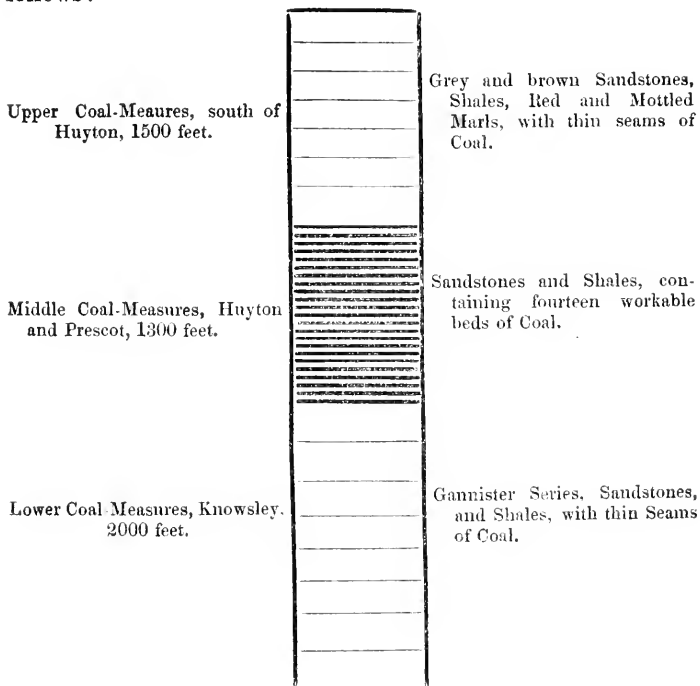 Upper Coal-Meaures, south of
Huyton, 1500 feet.
Grey and brown Sandstones,
Shales, Red and Mottled
Marls, with thin seams of
Coal.
Middle Coal-Measures, Huyton
and Prescot, 1300 feet.
Sandstones and Shales, con-
taining fourteen workable
beds of Coal.
Lower Coal-Measures, Knowsley.
2000 feet.
Gannister Series, Sandstones,
and Shales, with thin Seams
of Coal.